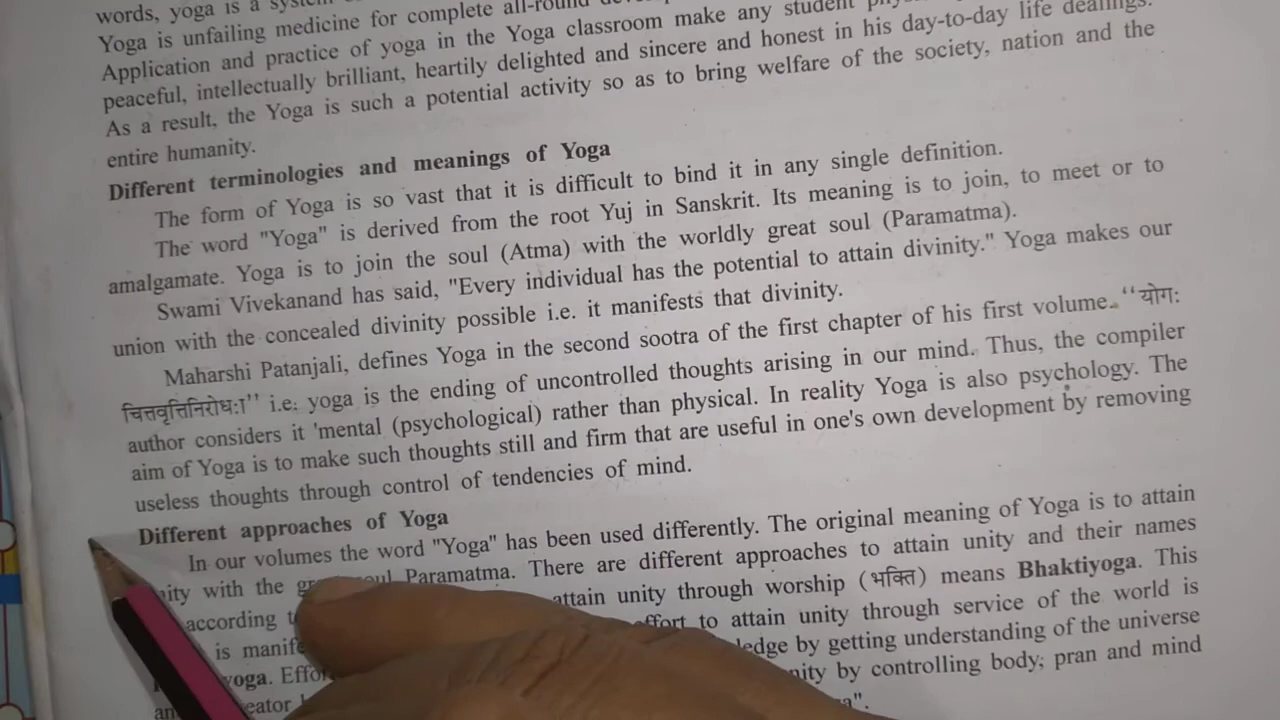 words, yoga is a
Yoga is unfailing medicine for complete all-round
Application and practice of yoga in the Yoga classroom make any student
peaceful, intellectually brilliant, heartily delighted and sincere and honest in his day-to-day life dealings.
As a result, the Yoga is such a potential activity so as to bring welfare of the society, nation and the
entire humanity.
Different terminologies and meanings of Yoga
The form of Yoga is so vast that it is difficult to bind it in any single definition.
The word "Yoga" is derived from the root Yuj in Sanskrit. Its meaning is to join, to meet or to
amalgamate. Yoga is to join the soul (Atma) with the worldly great soul (Paramatma).
Swami Vivekanand has said, "Every individual has the potential to attain divinity." Yoga makes our
union with the concealed divinity possible i.e. it manifests that divinity.
Maharshi Patanjali, defines Yoga in the second sootra of the first chapter of his first volume. “योग:
चित्तवृत्तिनिरोध:।” i.e. yoga is the ending of uncontrolled thoughts arising in our mind. Thus, the compiler
author considers it 'mental (psychological) rather than physical. In reality Yoga is also psychology. The
aim of Yoga is to make such thoughts still and firm that are useful in one's own development by removing
useless thoughts through control of tendencies of mind.
Different approaches of Yoga
In our volumes the word "Yoga" has been used differently. The original meaning of Yoga is to attain
with the soul Paramatma. There are different approaches to attain unity and their names
according attain unity through worship (भक्ति) means Bhaktiyoga. This
is to attain unity through service of the world is
by getting understanding of the universe
by controlling body, pran and mind